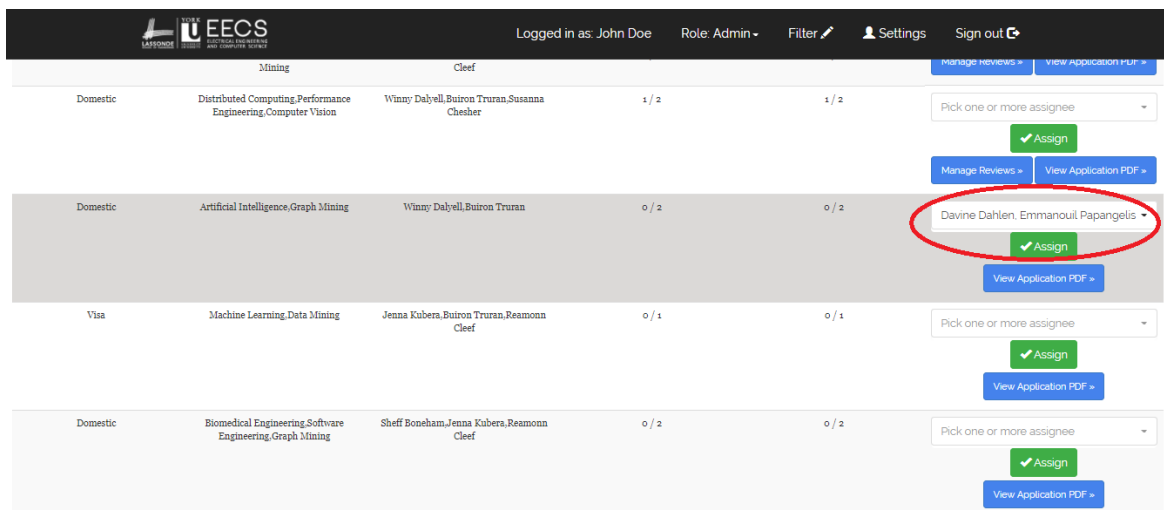 LASSONDE YORK U EECS ELECTRICAL ENGINEERING AND COMPUTER SCIENCE Logged in as: John Doe Role: Admin Filter Settings Sign out
Mining Cleef Manage Reviews » View Application PDF »
Domestic Distributed Computing,Performance Winny Dalyell,Buiron Truran,Susanna 1 / 2 1 / 2 Pick one or more assignee
Engineering,Computer Vision Chesher
Assign
Manage Reviews » View Application PDF »
Domestic Artificial Intelligence,Graph Mining Winny Dalyell,Buiron Truran 0 / 2 0 / 2 Davine Dahlen, Emmanouil Papangelis
Assign
View Application PDF »
Visa Machine Learning,Data Mining Jenna Kubera,Buiron Truran,Reamonn 0 / 1 0 / 1 Pick one or more assignee
Cleef
Assign
View Application PDF »
Domestic Biomedical Engineering,Software Sheff Boneham,Jenna Kubera,Reamonn 0 / 2 0 / 2 Pick one or more assignee
Engineering,Graph Mining Cleef
Assign
View Application PDF »